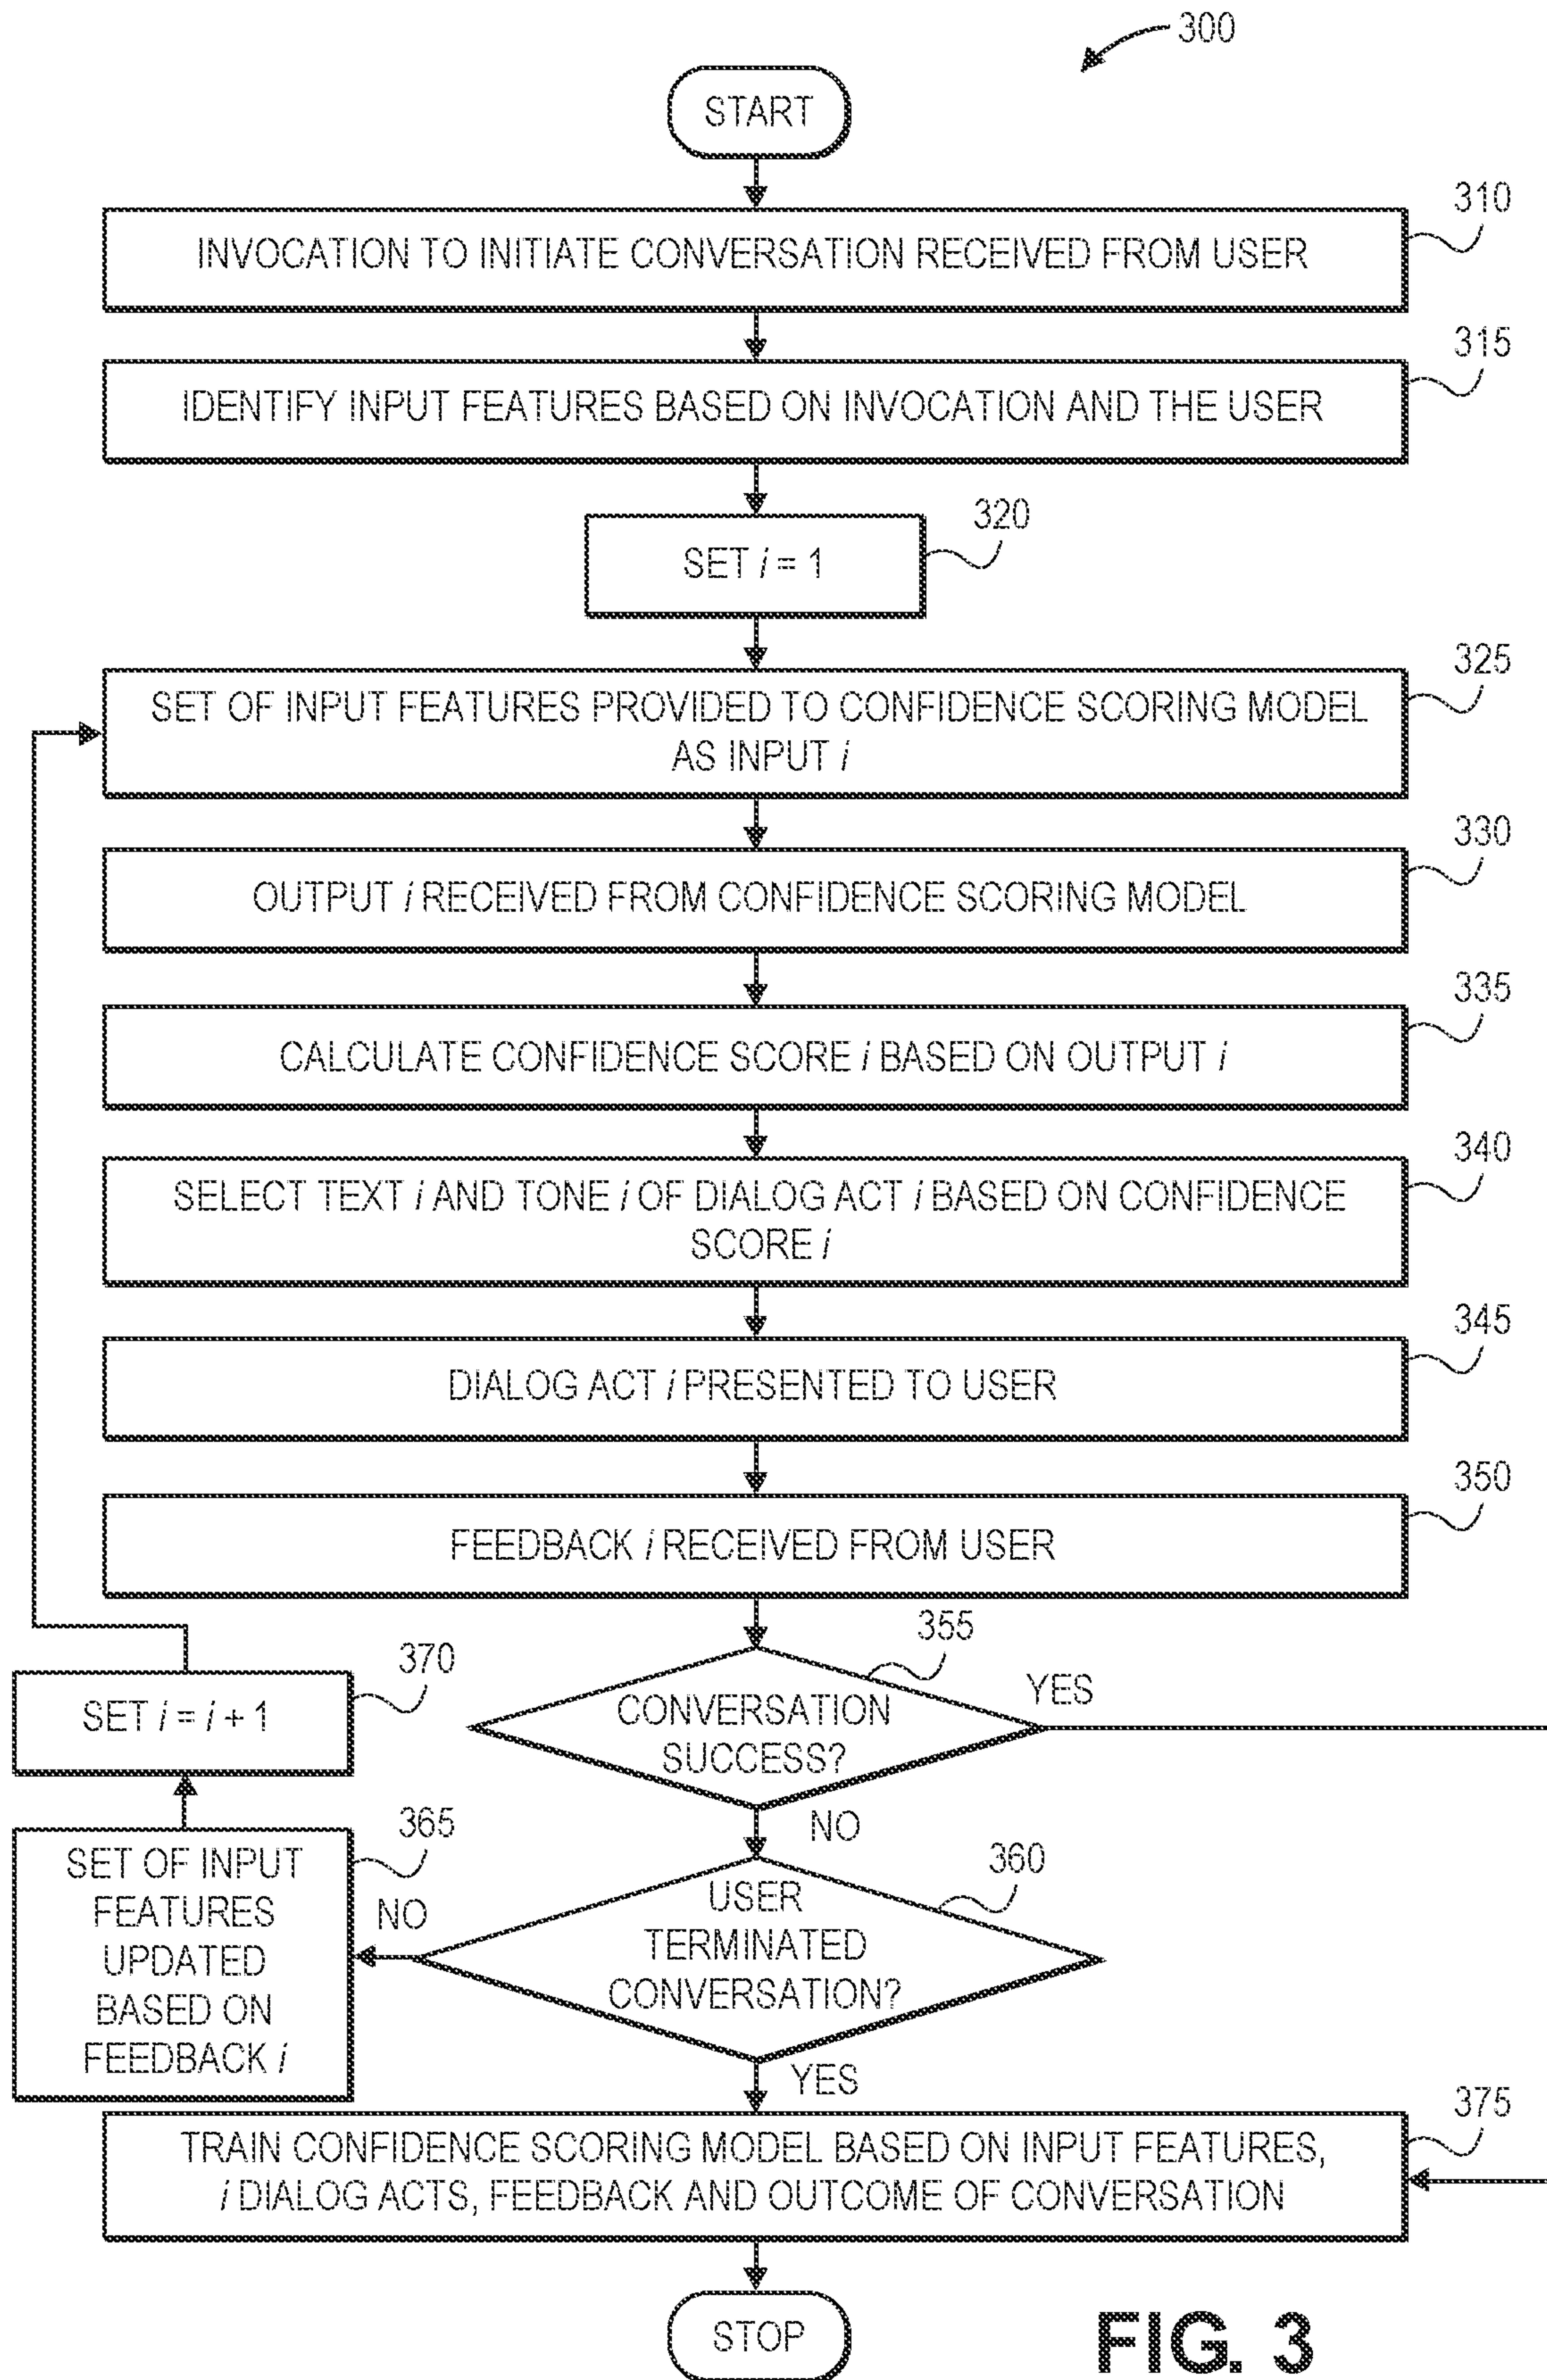 300
START
310
INVOCATION TO INITIATE CONVERSATION RECEIVED FROM USER
315
IDENTIFY INPUT FEATURES BASED ON INVOCATION AND THE USER
320
SET i = 1
325
SET OF INPUT FEATURES PROVIDED TO CONFIDENCE SCORING MODEL
AS INPUT i
330
OUTPUT i RECEIVED FROM CONFIDENCE SCORING MODEL
335
CALCULATE CONFIDENCE SCORE i BASED ON OUTPUT i
340
SELECT TEXT i AND TONE i OF DIALOG ACT i BASED ON CONFIDENCE
SCORE i
345
DIALOG ACT i PRESENTED TO USER
350
FEEDBACK i RECEIVED FROM USER
355
CONVERSATION
SUCCESS?
YES
NO
360
USER
TERMINATED
CONVERSATION?
NO
YES
365
SET OF INPUT
FEATURES
UPDATED
BASED ON
FEEDBACK i
370
SET i = i + 1
375
TRAIN CONFIDENCE SCORING MODEL BASED ON INPUT FEATURES,
i DIALOG ACTS, FEEDBACK AND OUTCOME OF CONVERSATION
STOP
FIG. 3